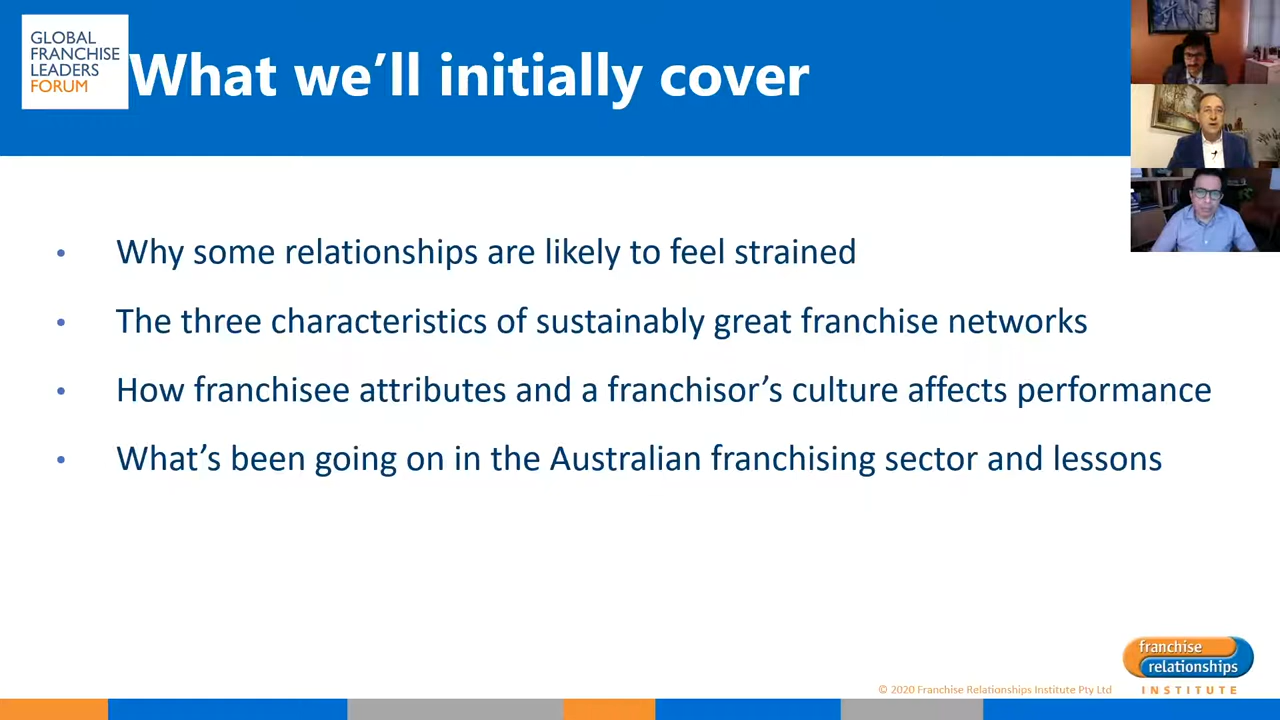 GLOBAL
FRANCHISE
LEADERS
FORUM
What we’ll initially cover
• Why some relationships are likely to feel strained
• The three characteristics of sustainably great franchise networks
• How franchisee attributes and a franchisor’s culture affects performance
• What’s been going on in the Australian franchising sector and lessons
franchise
relationships
INSTITUTE
© 2020 Franchise Relationships Institute Pty Ltd